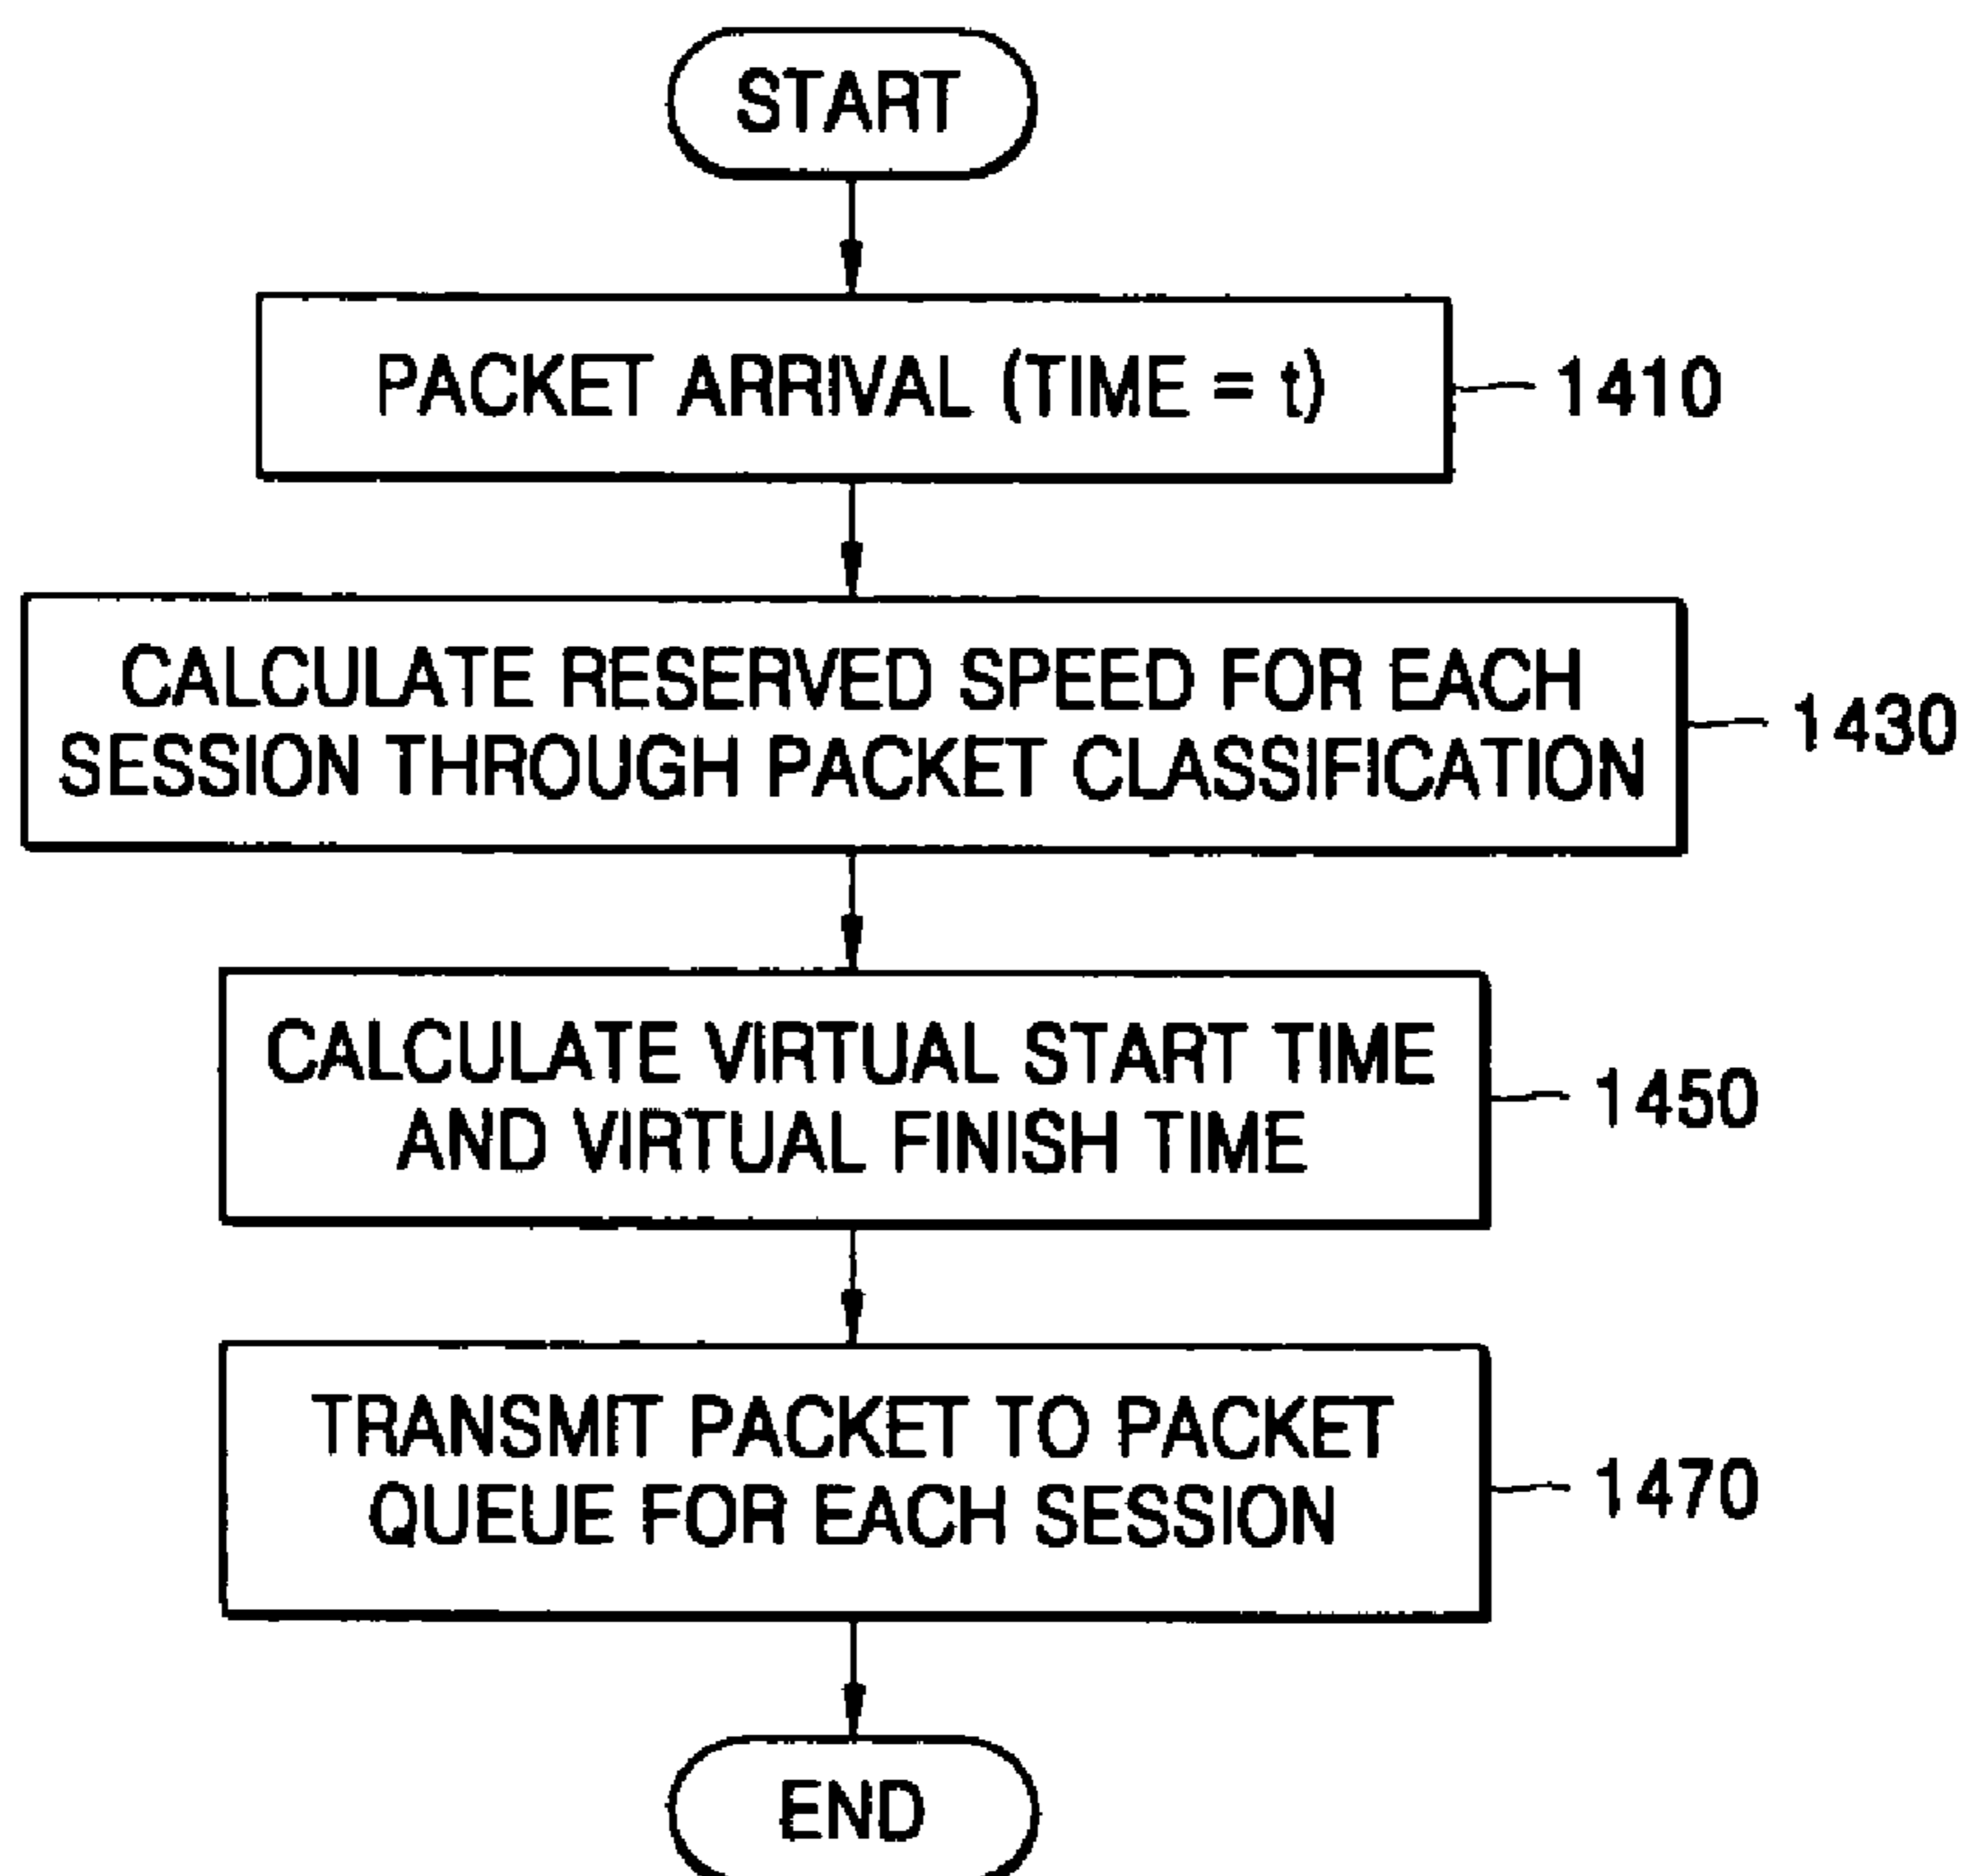 START
PACKET ARRIVAL (TIME = t)
1410
CALCULATE RESERVED SPEED FOR EACH
SESSION THROUGH PACKET CLASSIFICATION
1430
CALCULATE VIRTUAL START TIME
AND VIRTUAL FINISH TIME
1450
TRANSMIT PACKET TO PACKET
QUEUE FOR EACH SESSION
1470
END